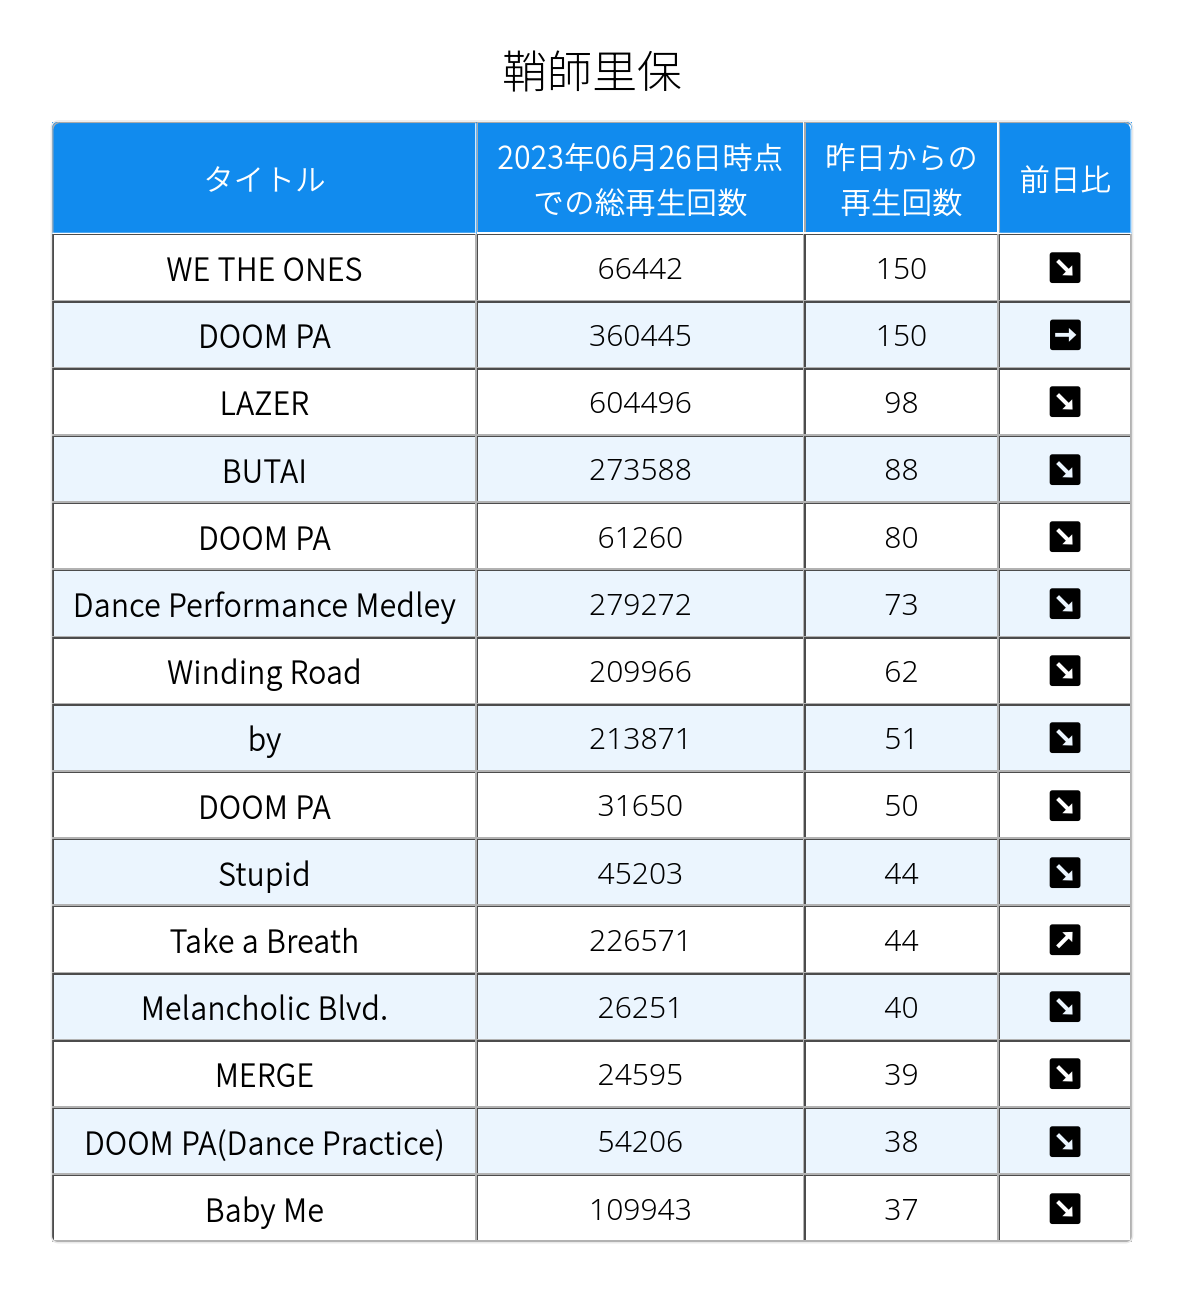 鞘師里保
タイトル 2023年06月26日時点 での総再生回数 昨日からの 再生回数 前日比
WE THE ONES 66442 150 ↘
DOOM PA 360445 150 →
LAZER 604496 98 ↘
BUTAI 273588 88 ↘
DOOM PA 61260 80 ↘
Dance Performance Medley 279272 73 ↘
Winding Road 209966 62 ↘
by 213871 51 ↘
DOOM PA 31650 50 ↘
Stupid 45203 44 ↘
Take a Breath 226571 44 ↗
Melancholic Blvd. 26251 40 ↘
MERGE 24595 39 ↘
DOOM PA(Dance Practice) 54206 38 ↘
Baby Me 109943 37 ↘